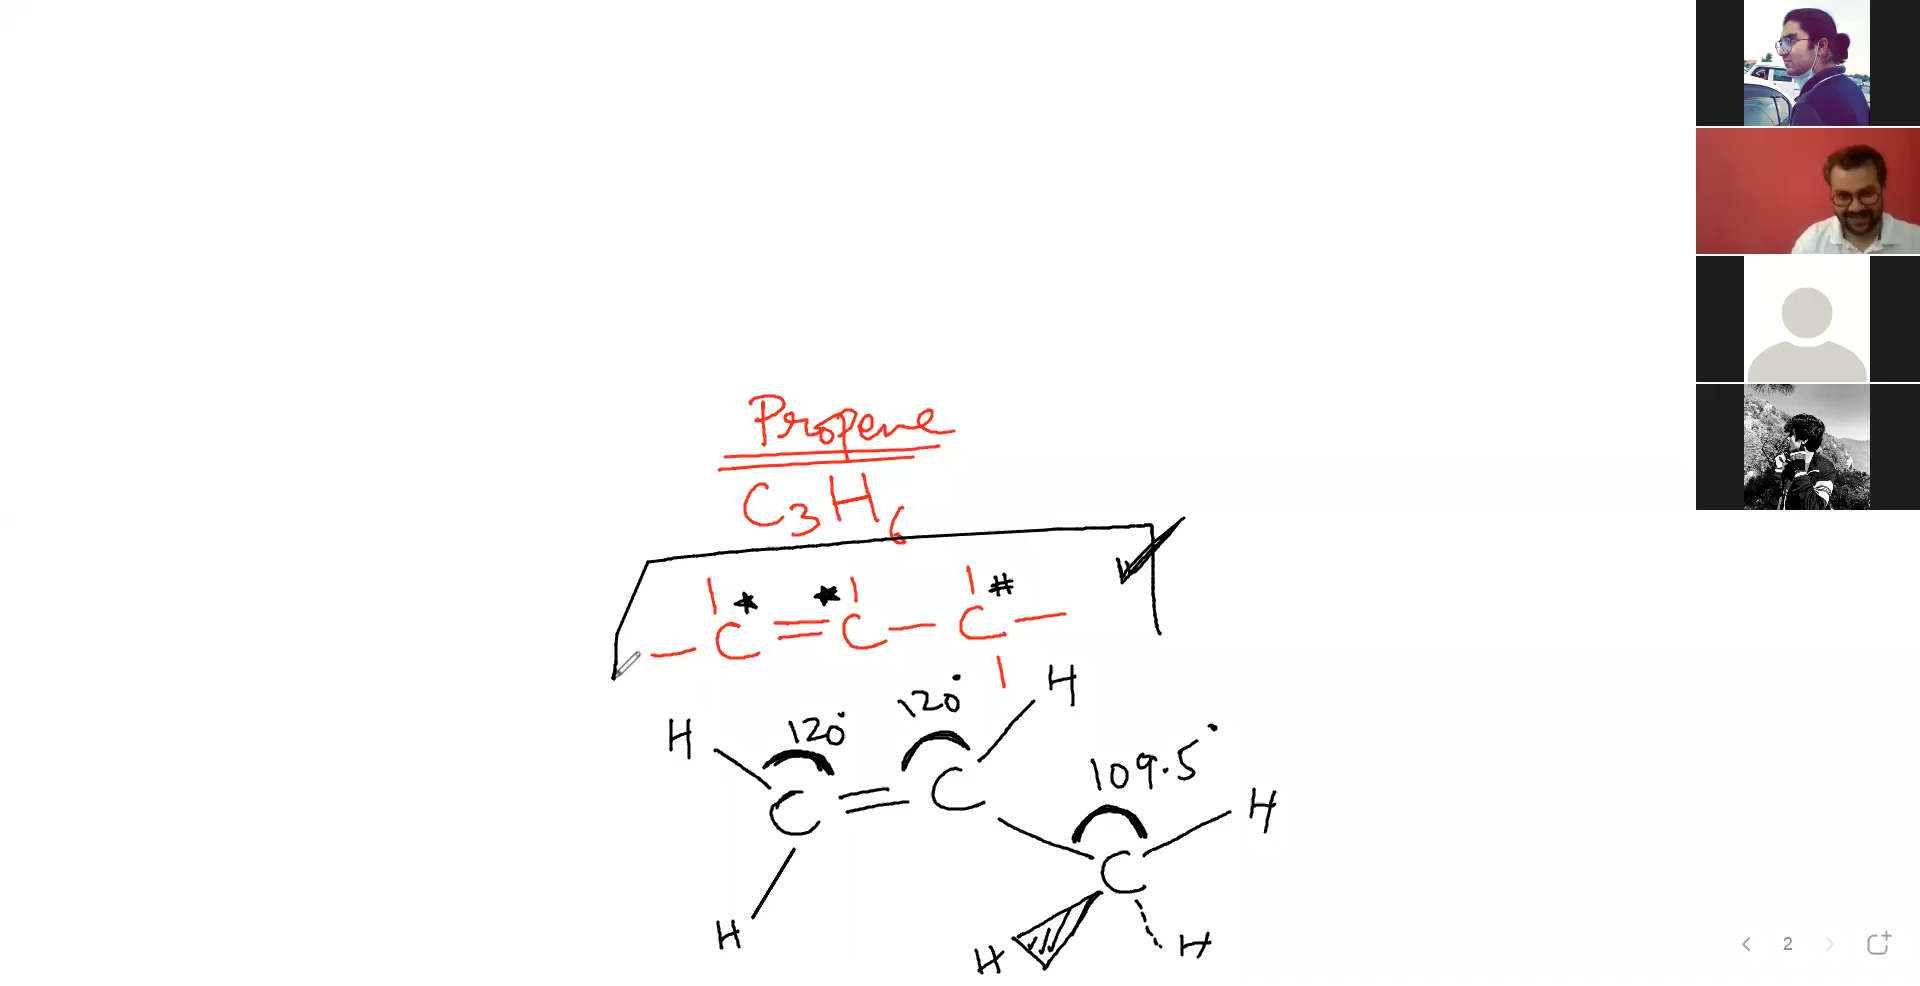 Propene
C3H6
★ ★ #
C = C — C
H 120° 120° H
C = C 109.5° H
C
H H H
2